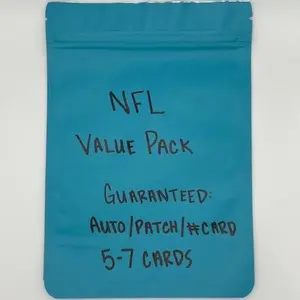 NFL
VALUE PACK
GUARANTEED:
AUTO/PATCH/#CARD
5-7 CARDS